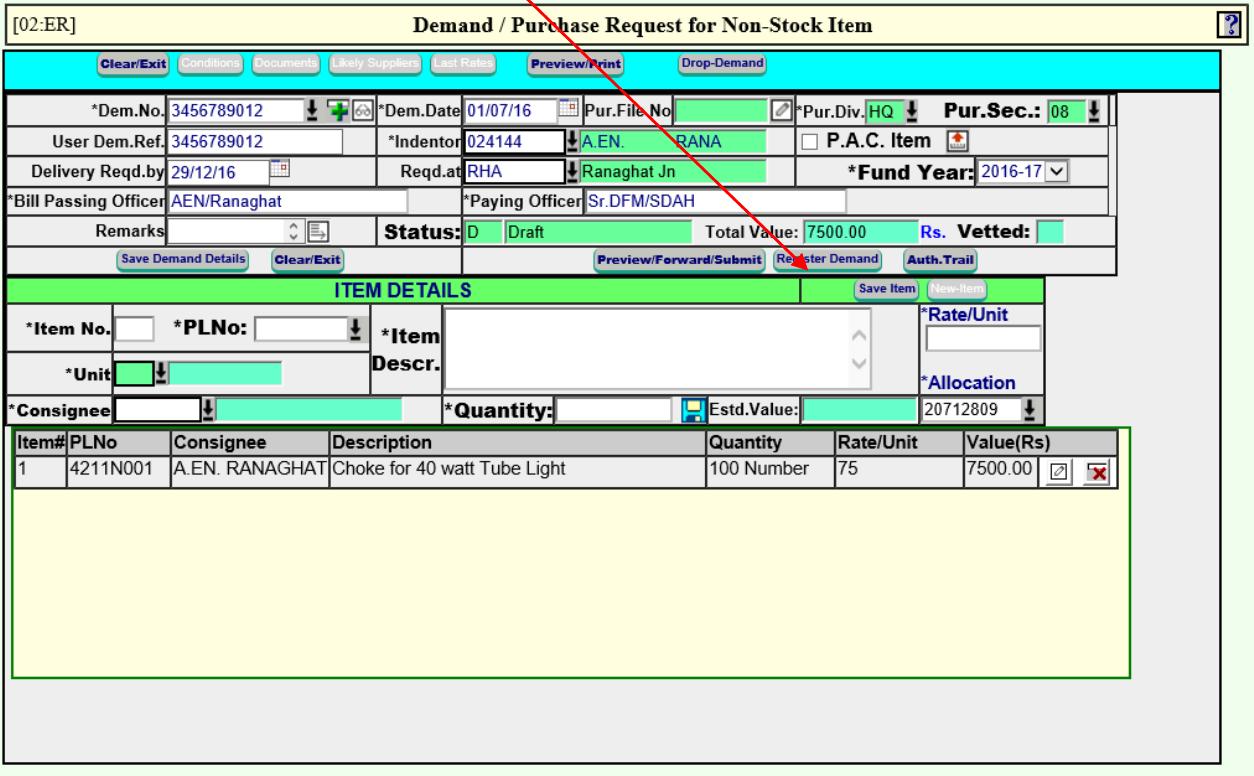 [02:ER] Demand / Purchase Request for Non-Stock Item
Clear/Exit Conditions Documents Likely Suppliers Last Rates Preview/Print Drop-Demand
*Dem.No. 3456789012 *Dem.Date 01/07/16 Pur.File No *Pur.Div. HQ Pur.Sec.: 08
User Dem.Ref. 3456789012 *Indentor 024144 A.EN. RANA P.A.C. Item
Delivery Reqd.by 29/12/16 Reqd.at RHA Ranaghat Jn *Fund Year: 2016-17
*Bill Passing Officer AEN/Ranaghat *Paying Officer Sr.DFM/SDAH
Remarks Status: D Draft Total Value: 7500.00 Rs. Vetted:
Save Demand Details Clear/Exit Preview/Forward/Submit Register Demand Auth.Trail
ITEM DETAILS Save Item New-Item
*Item No. *PLNo: *Item Descr. *Rate/Unit
*Unit *Allocation
*Consignee *Quantity: Estd.Value: 20712809
Item# PLNo Consignee Description Quantity Rate/Unit Value(Rs)
1 4211N001 A.EN. RANAGHAT Choke for 40 watt Tube Light 100 Number 75 7500.00